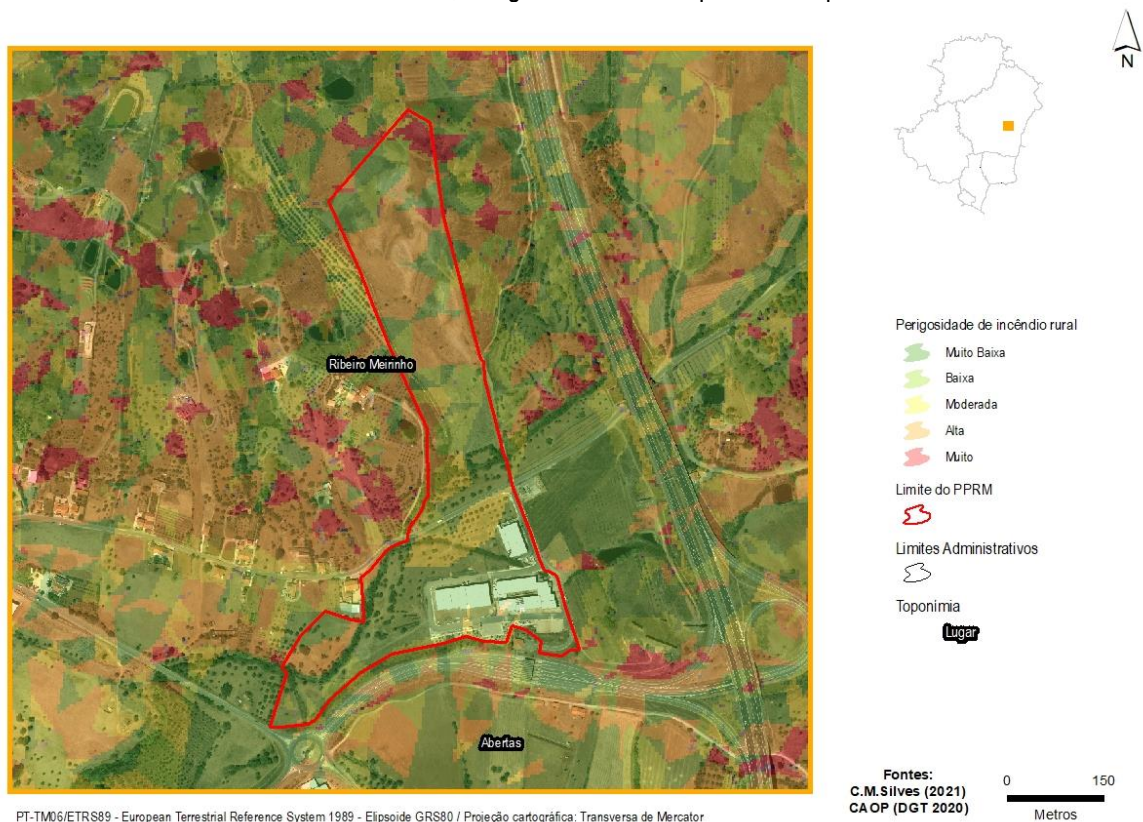 N
Ribeiro Meirinho
Abertas
Perigosidade de incêndio rural
Muito Baixa
Baixa
Moderada
Alta
Muito
Limite do PPRM
Limites Administrativos
Toponímia
Lugar
Fontes:
C.M.Silves (2021)
CAOP (DGT 2020)
0 150
Metros
PT-TM06/ETRS89 - European Terrestrial Reference System 1989 - Elipsoide GRS80 / Projeção cartográfica: Transversa de Mercator